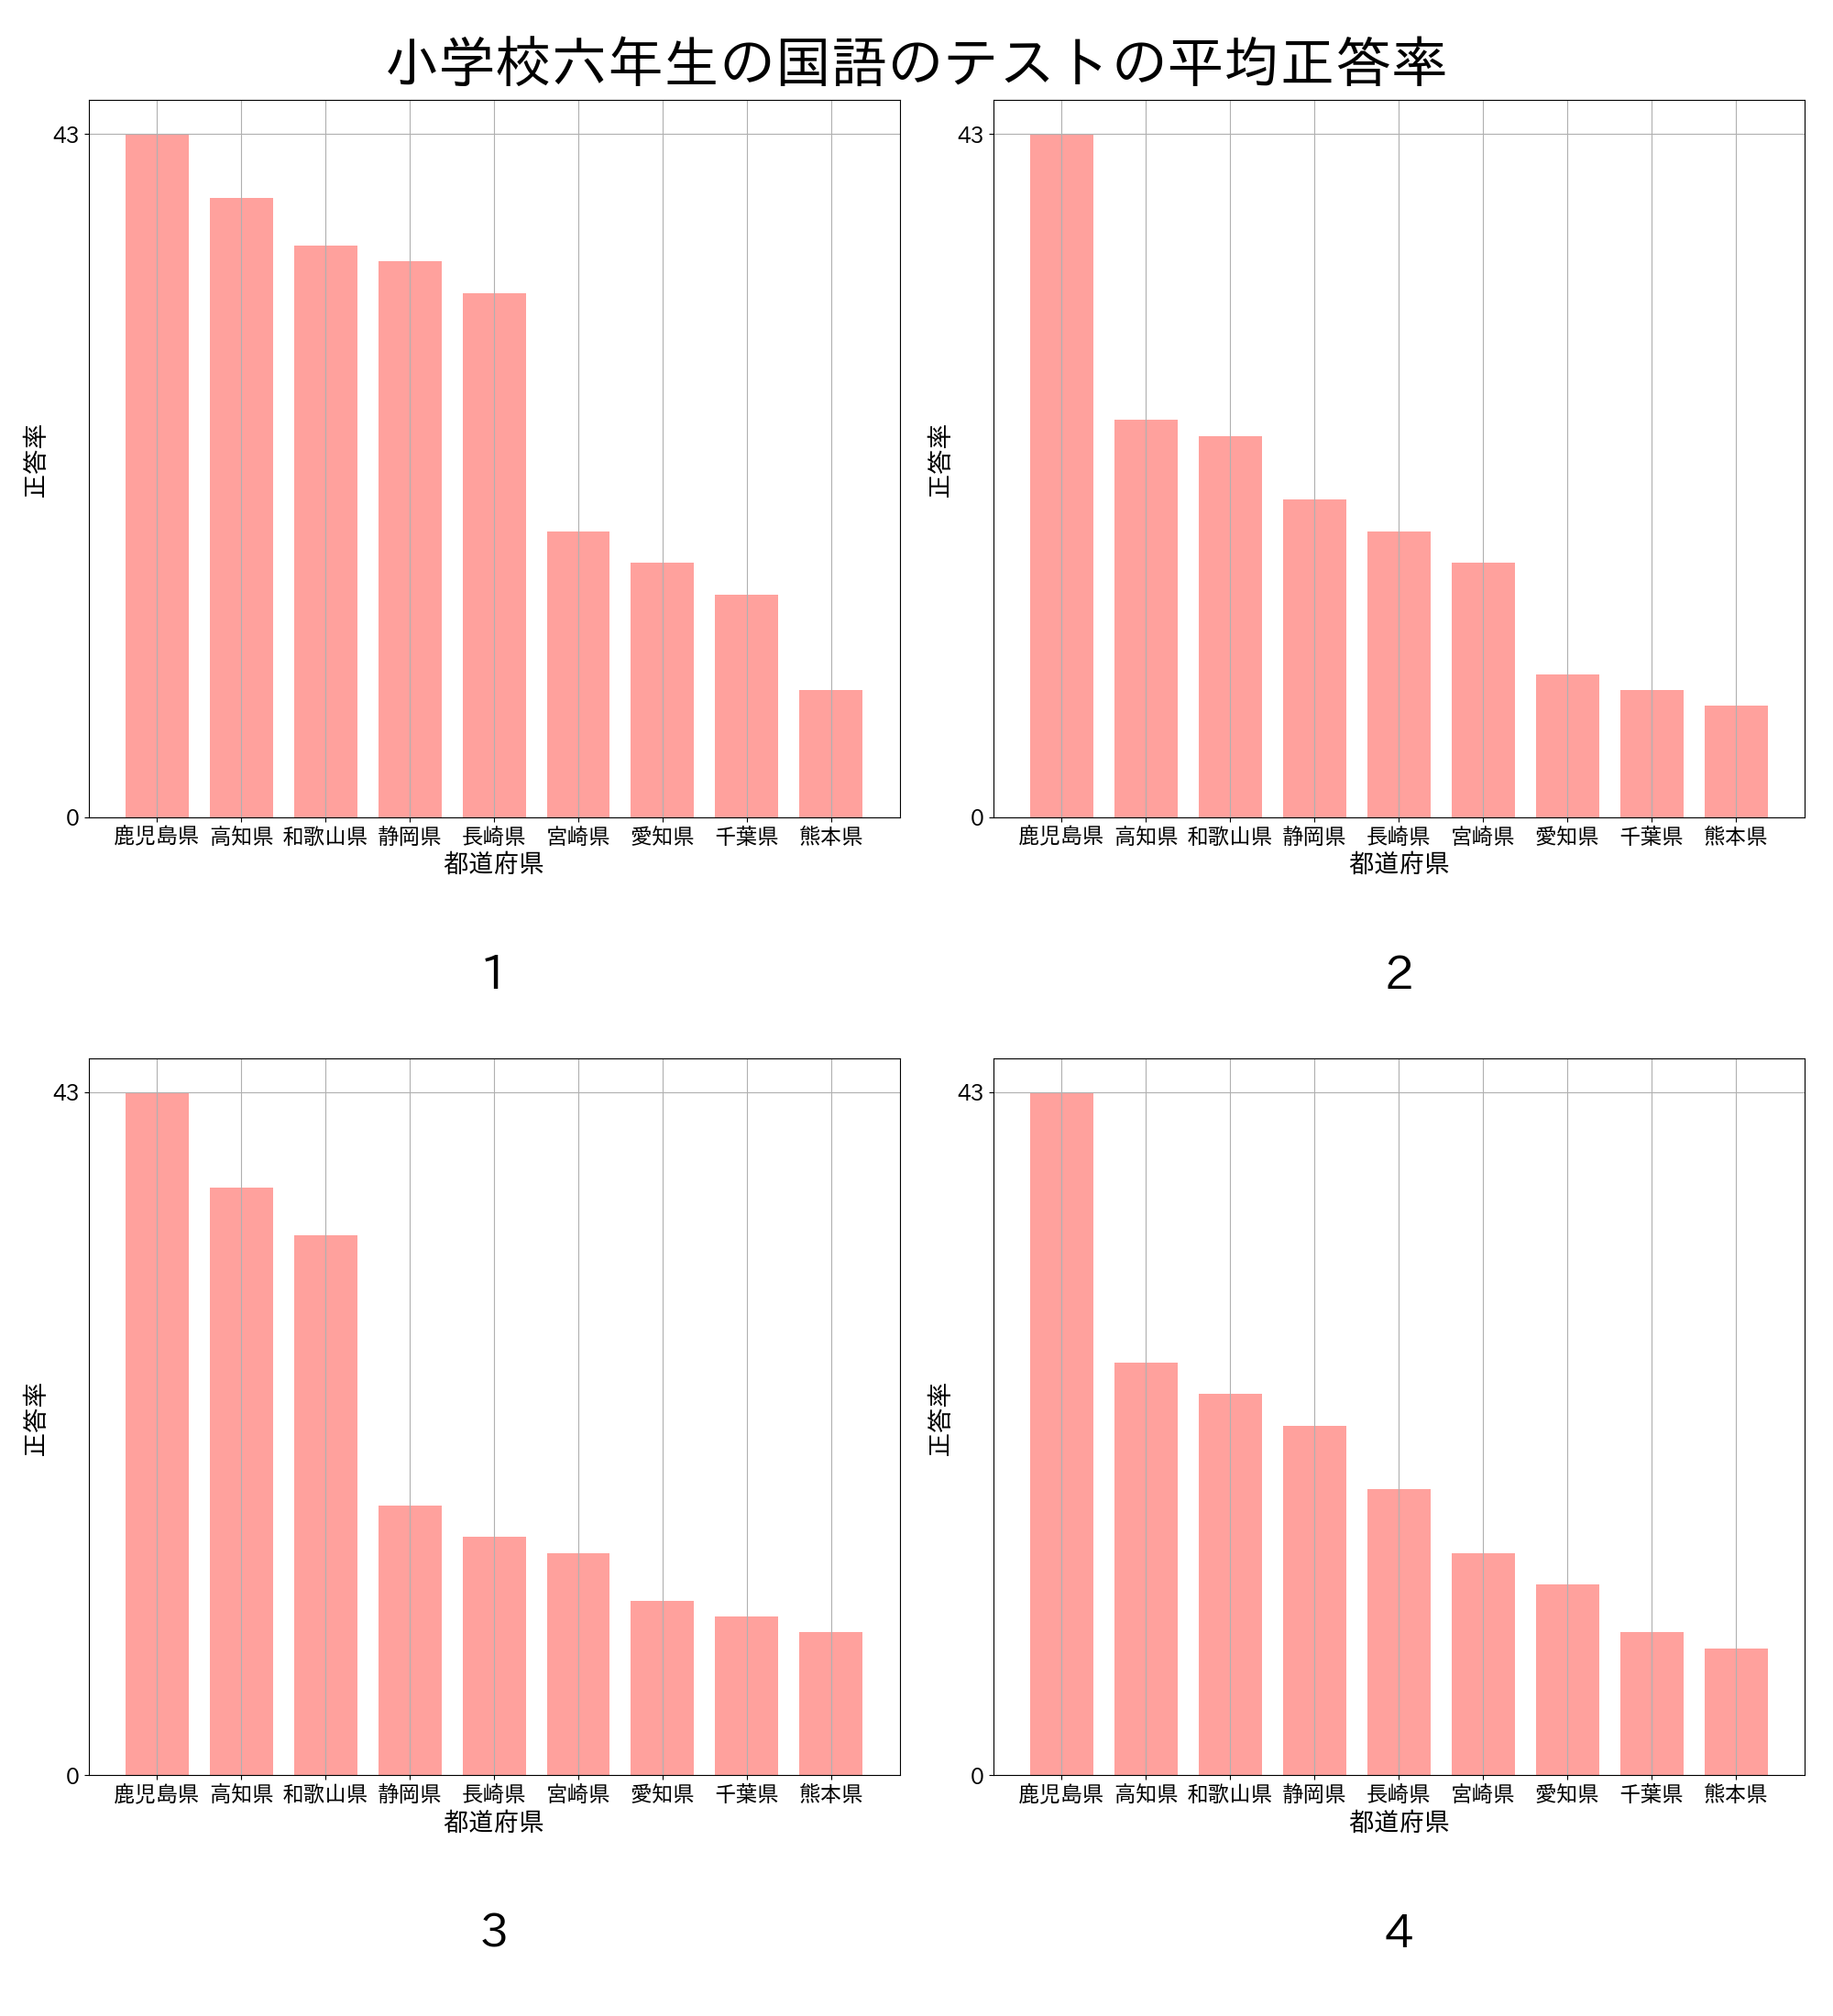 小学校六年生の国語のテストの平均正答率
43
0
正答率
鹿児島県 高知県 和歌山県 静岡県 長崎県 宮崎県 愛知県 千葉県 熊本県
都道府県
1
43
0
正答率
鹿児島県 高知県 和歌山県 静岡県 長崎県 宮崎県 愛知県 千葉県 熊本県
都道府県
2
43
0
正答率
鹿児島県 高知県 和歌山県 静岡県 長崎県 宮崎県 愛知県 千葉県 熊本県
都道府県
3
43
0
正答率
鹿児島県 高知県 和歌山県 静岡県 長崎県 宮崎県 愛知県 千葉県 熊本県
都道府県
4